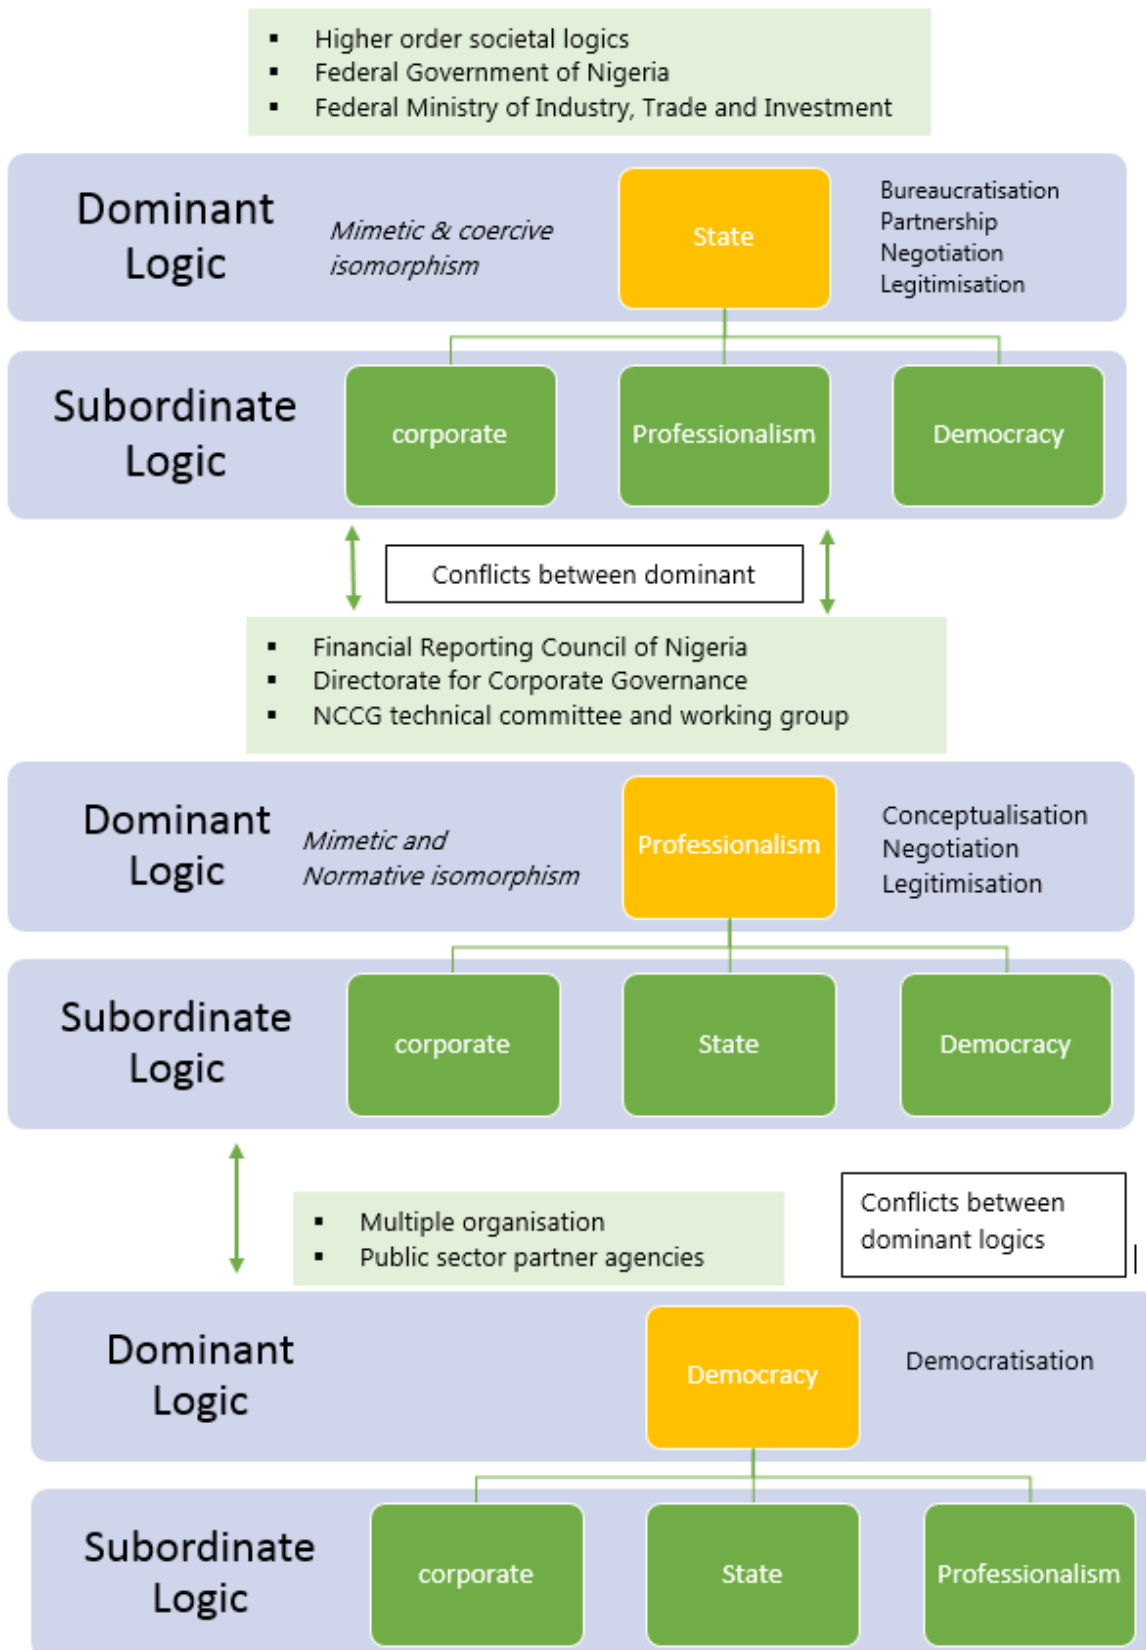 ▪ Higher order societal logics
▪ Federal Government of Nigeria
▪ Federal Ministry of Industry, Trade and Investment
Dominant
Logic
Mimetic & coercive
isomorphism
State
Bureaucratisation
Partnership
Negotiation
Legitimisation
Subordinate
Logic
corporate
Professionalism
Democracy
Conflicts between dominant
▪ Financial Reporting Council of Nigeria
▪ Directorate for Corporate Governance
▪ NCCG technical committee and working group
Dominant
Logic
Mimetic and
Normative isomorphism
Professionalism
Conceptualisation
Negotiation
Legitimisation
Subordinate
Logic
corporate
State
Democracy
▪ Multiple organisation
▪ Public sector partner agencies
Conflicts between
dominant logics
Dominant
Logic
Democracy
Democratisation
Subordinate
Logic
corporate
State
Professionalism